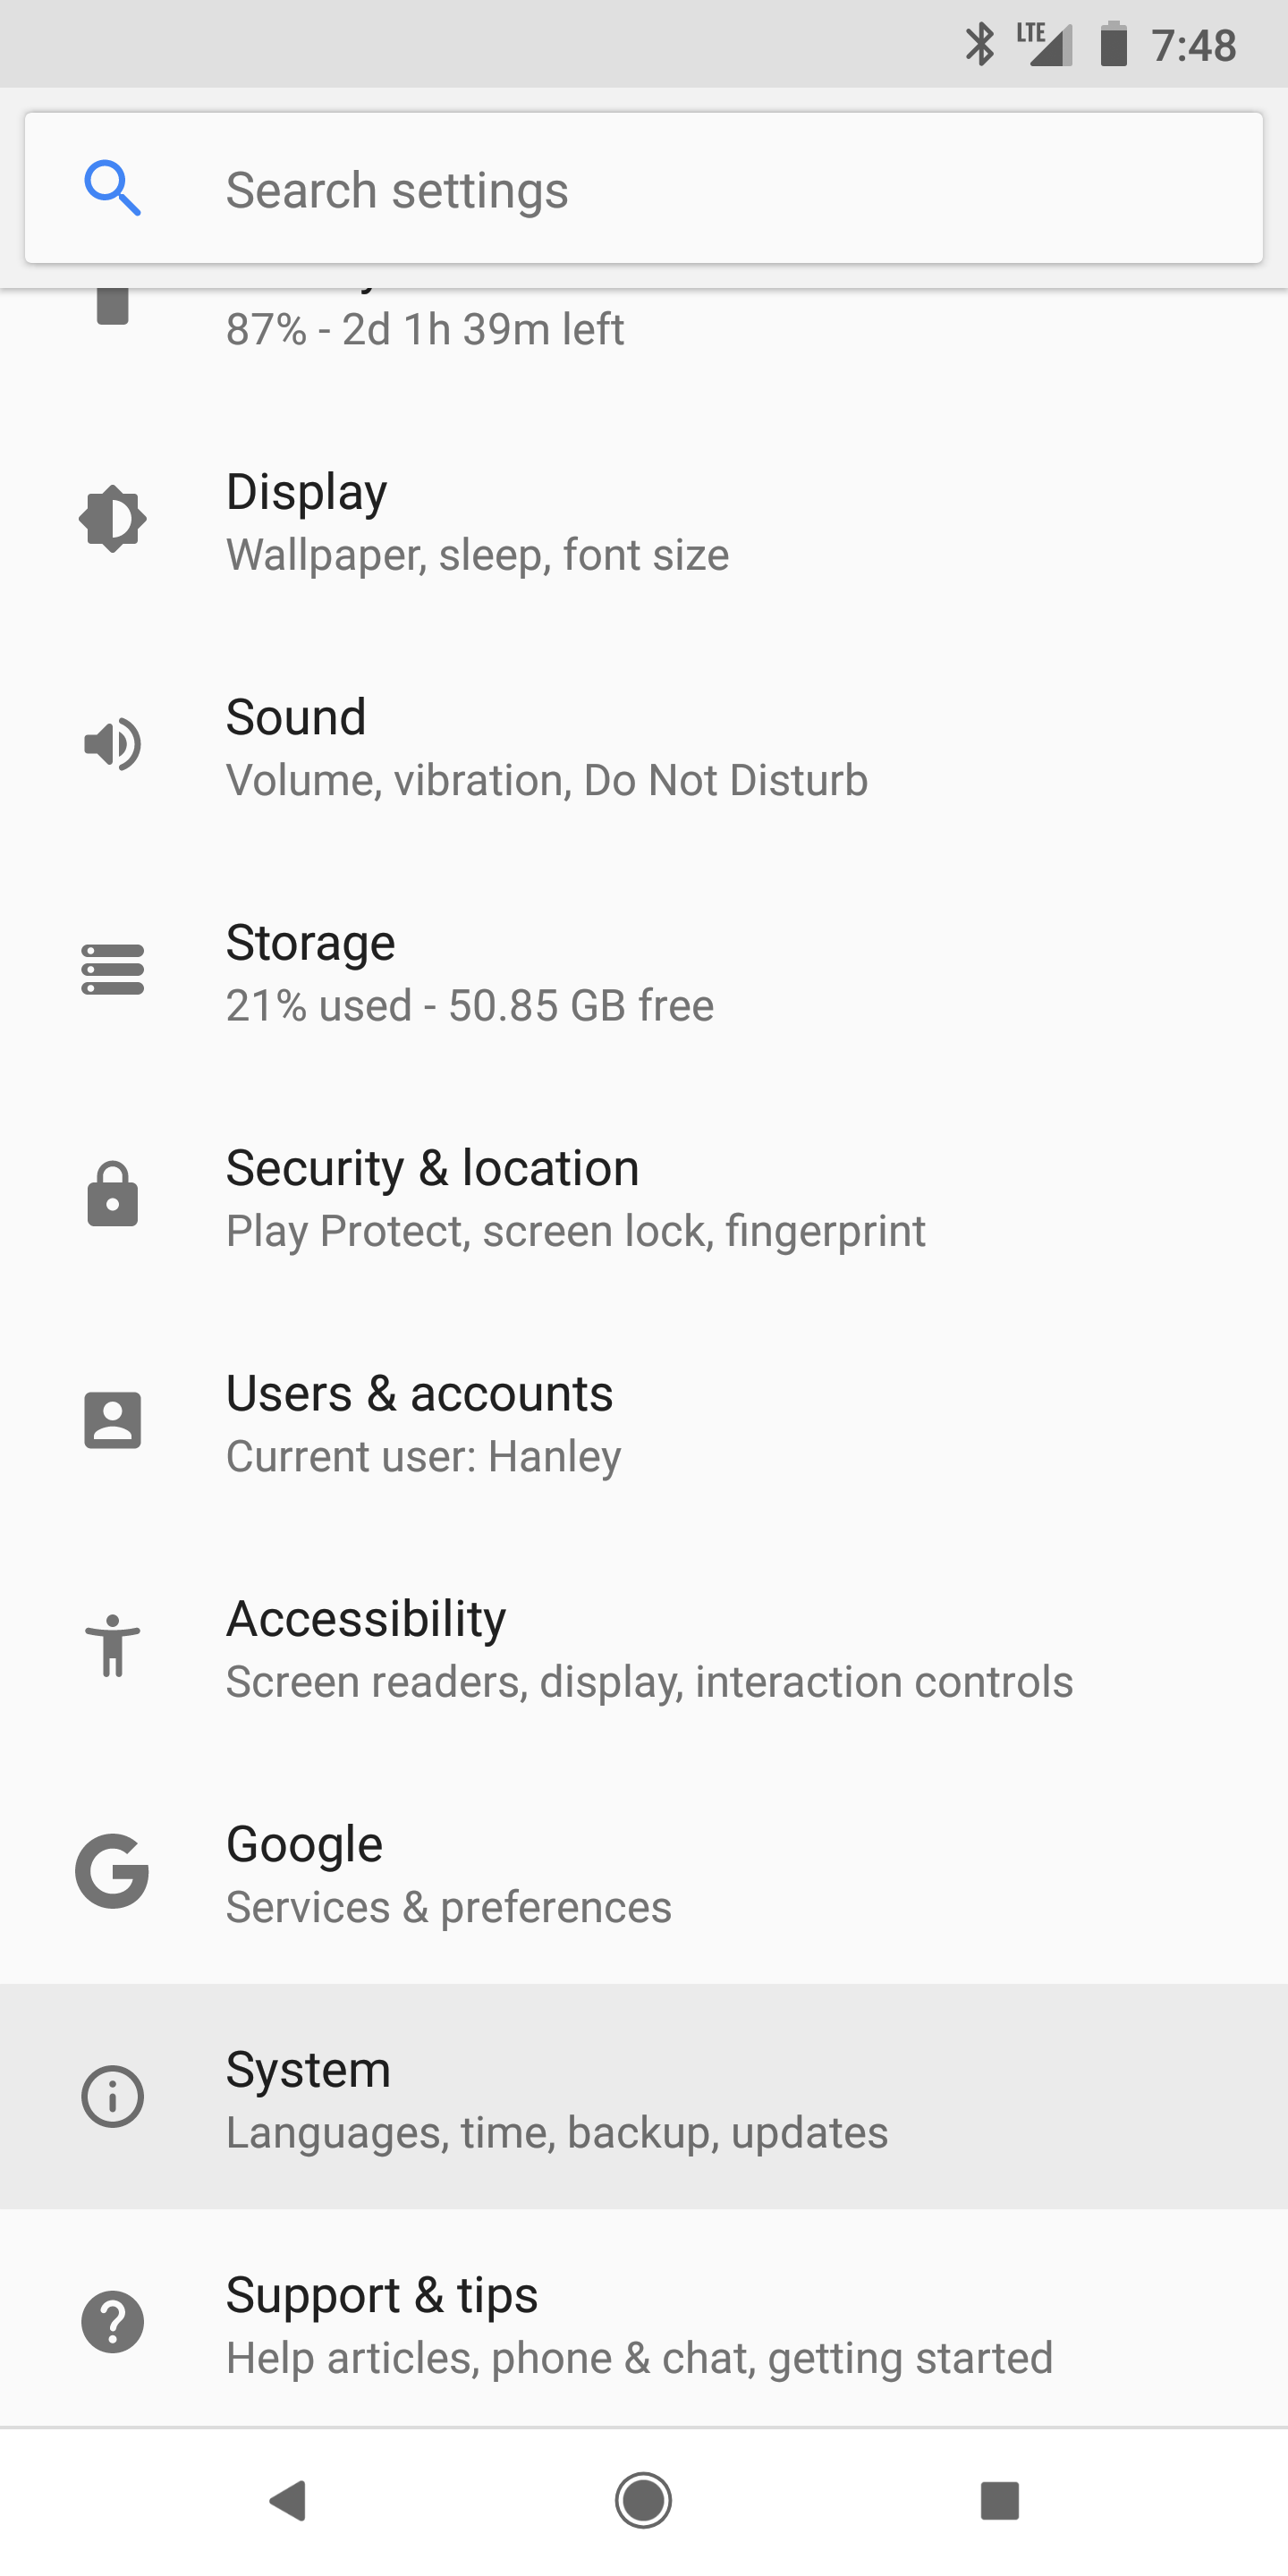 LTE 7:48
Search settings
87% - 2d 1h 39m left
Display
Wallpaper, sleep, font size
Sound
Volume, vibration, Do Not Disturb
Storage
21% used - 50.85 GB free
Security & location
Play Protect, screen lock, fingerprint
Users & accounts
Current user: Hanley
Accessibility
Screen readers, display, interaction controls
Google
Services & preferences
System
Languages, time, backup, updates
Support & tips
Help articles, phone & chat, getting started